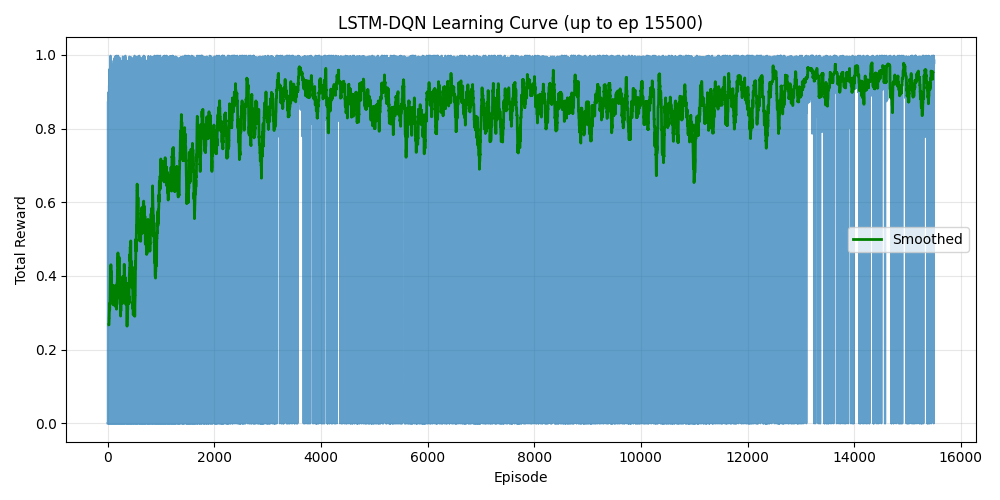 LSTM-DQN Learning Curve (up to ep 15500)
1.0
0.8
0.6
0.4
0.2
0.0
Total Reward
Smoothed
0 2000 4000 6000 8000 10000 12000 14000 16000
Episode